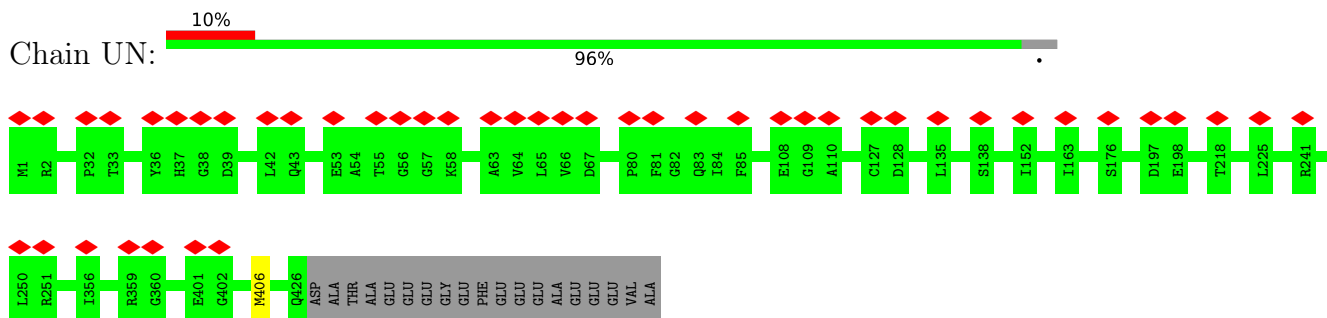 10%
Chain UN:
96%
.
M1 R2 P32 T33 Y36 H37 G38 D39 L42 Q43 E53 A54 T55 G56 G57 K58 A63 V64 L65 V66 D67 P80 F81 G82 Q83 I84 F85 E108 G109 A110 C127 D128 L135 S138 I152 I163 S176 D197 E198 T218 L225 R241
L250 R251 I356 R359 G360 E401 G402 M406 Q426 ASP ALA THR ALA GLU GLU GLU GLY GLU PHE GLU GLU GLU ALA GLU GLU GLU VAL ALA